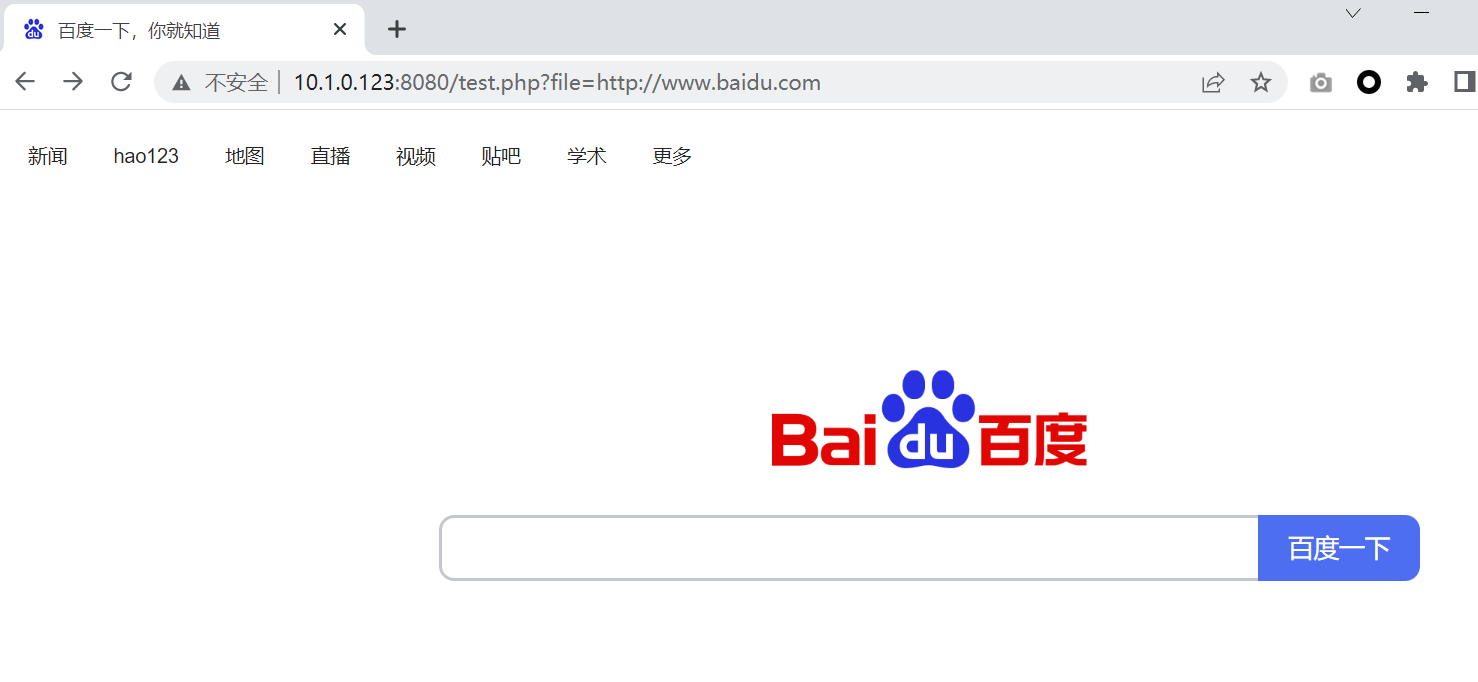 百度一下，你就知道
不安全 10.1.0.123:8080/test.php?file=http://www.baidu.com
新闻 hao123 地图 直播 视频 贴吧 学术 更多
Bai du 百度
百度一下